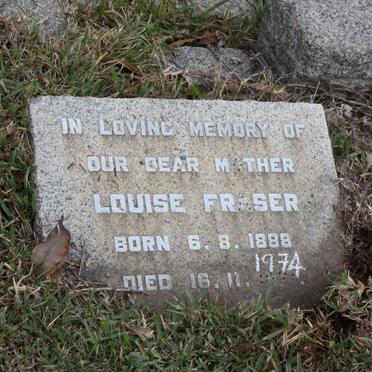 IN LOVING MEMORY OF
OUR DEAR MOTHER
LOUISE FRASER
BORN 6. 8. 1888
DIED 16. 11. 1974